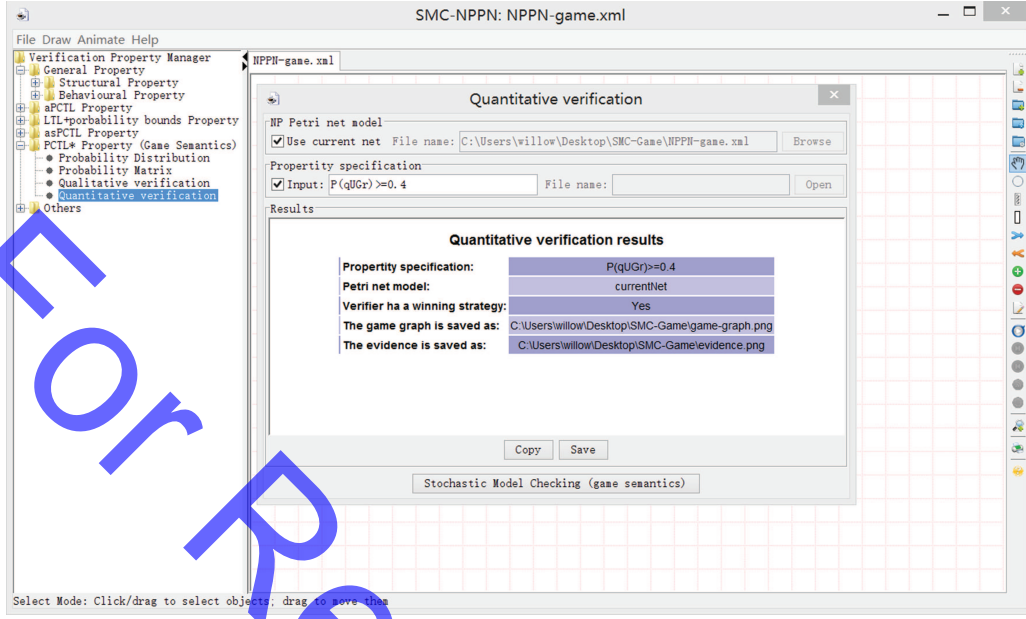 SMC-NPPN: NPPN-game.xml
File Draw Animate Help
Verification Property Manager
General Property
Structural Property
Behavioural Property
aPCTL Property
LTL+porbability bounds Property
asPCTL Property
PCTL* Property (Game Semantics)
Probability Distribution
Probability Matrix
Qualitative verification
Quantitative verification
Others
NPPN-game.xml
Quantitative verification
NP Petri net model
Use current net File name: C:\Users\willow\Desktop\SMC-Game\NPPN-game.xml Browse
Propertity specification
Input: P(qUGr)>=0.4 File name: Open
Results
Quantitative verification results
Propertity specification: P(qUGr)>=0.4
Petri net model: currentNet
Verifier ha a winning strategy: Yes
The game graph is saved as: C:\Users\willow\Desktop\SMC-Game\game-graph.png
The evidence is saved as: C:\Users\willow\Desktop\SMC-Game\evidence.png
Copy Save
Stochastic Model Checking (game semantics)
Select Mode: Click/drag to select objects; drag to move them
For Re